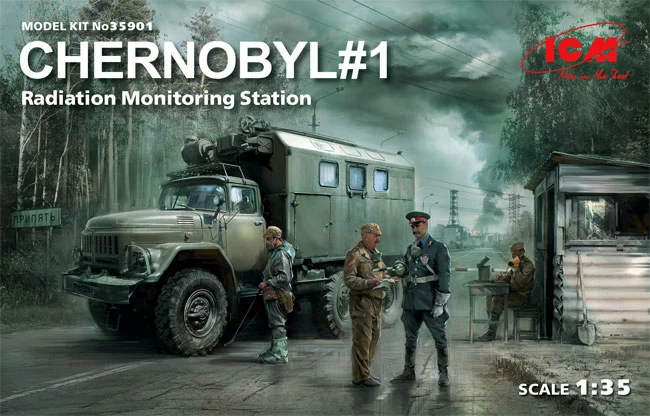 MODEL KIT No35901
CHERNOBYL#1
Radiation Monitoring Station
ICM
ПРИПЯТЬ
SCALE 1:35